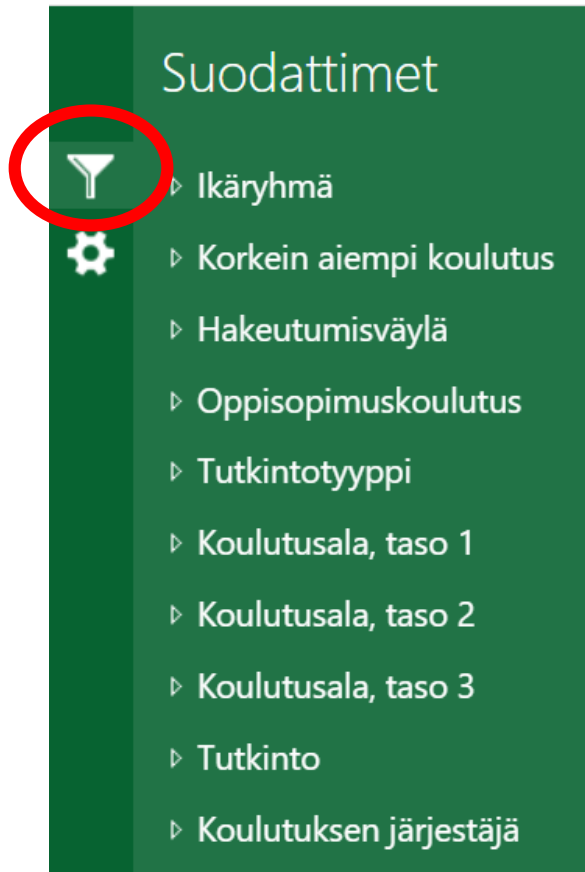 Suodattimet
Ikäryhmä
Korkein aiempi koulutus
Hakeutumisväylä
Oppisopimuskoulutus
Tutkintotyyppi
Koulutusala, taso 1
Koulutusala, taso 2
Koulutusala, taso 3
Tutkinto
Koulutuksen järjestäjä